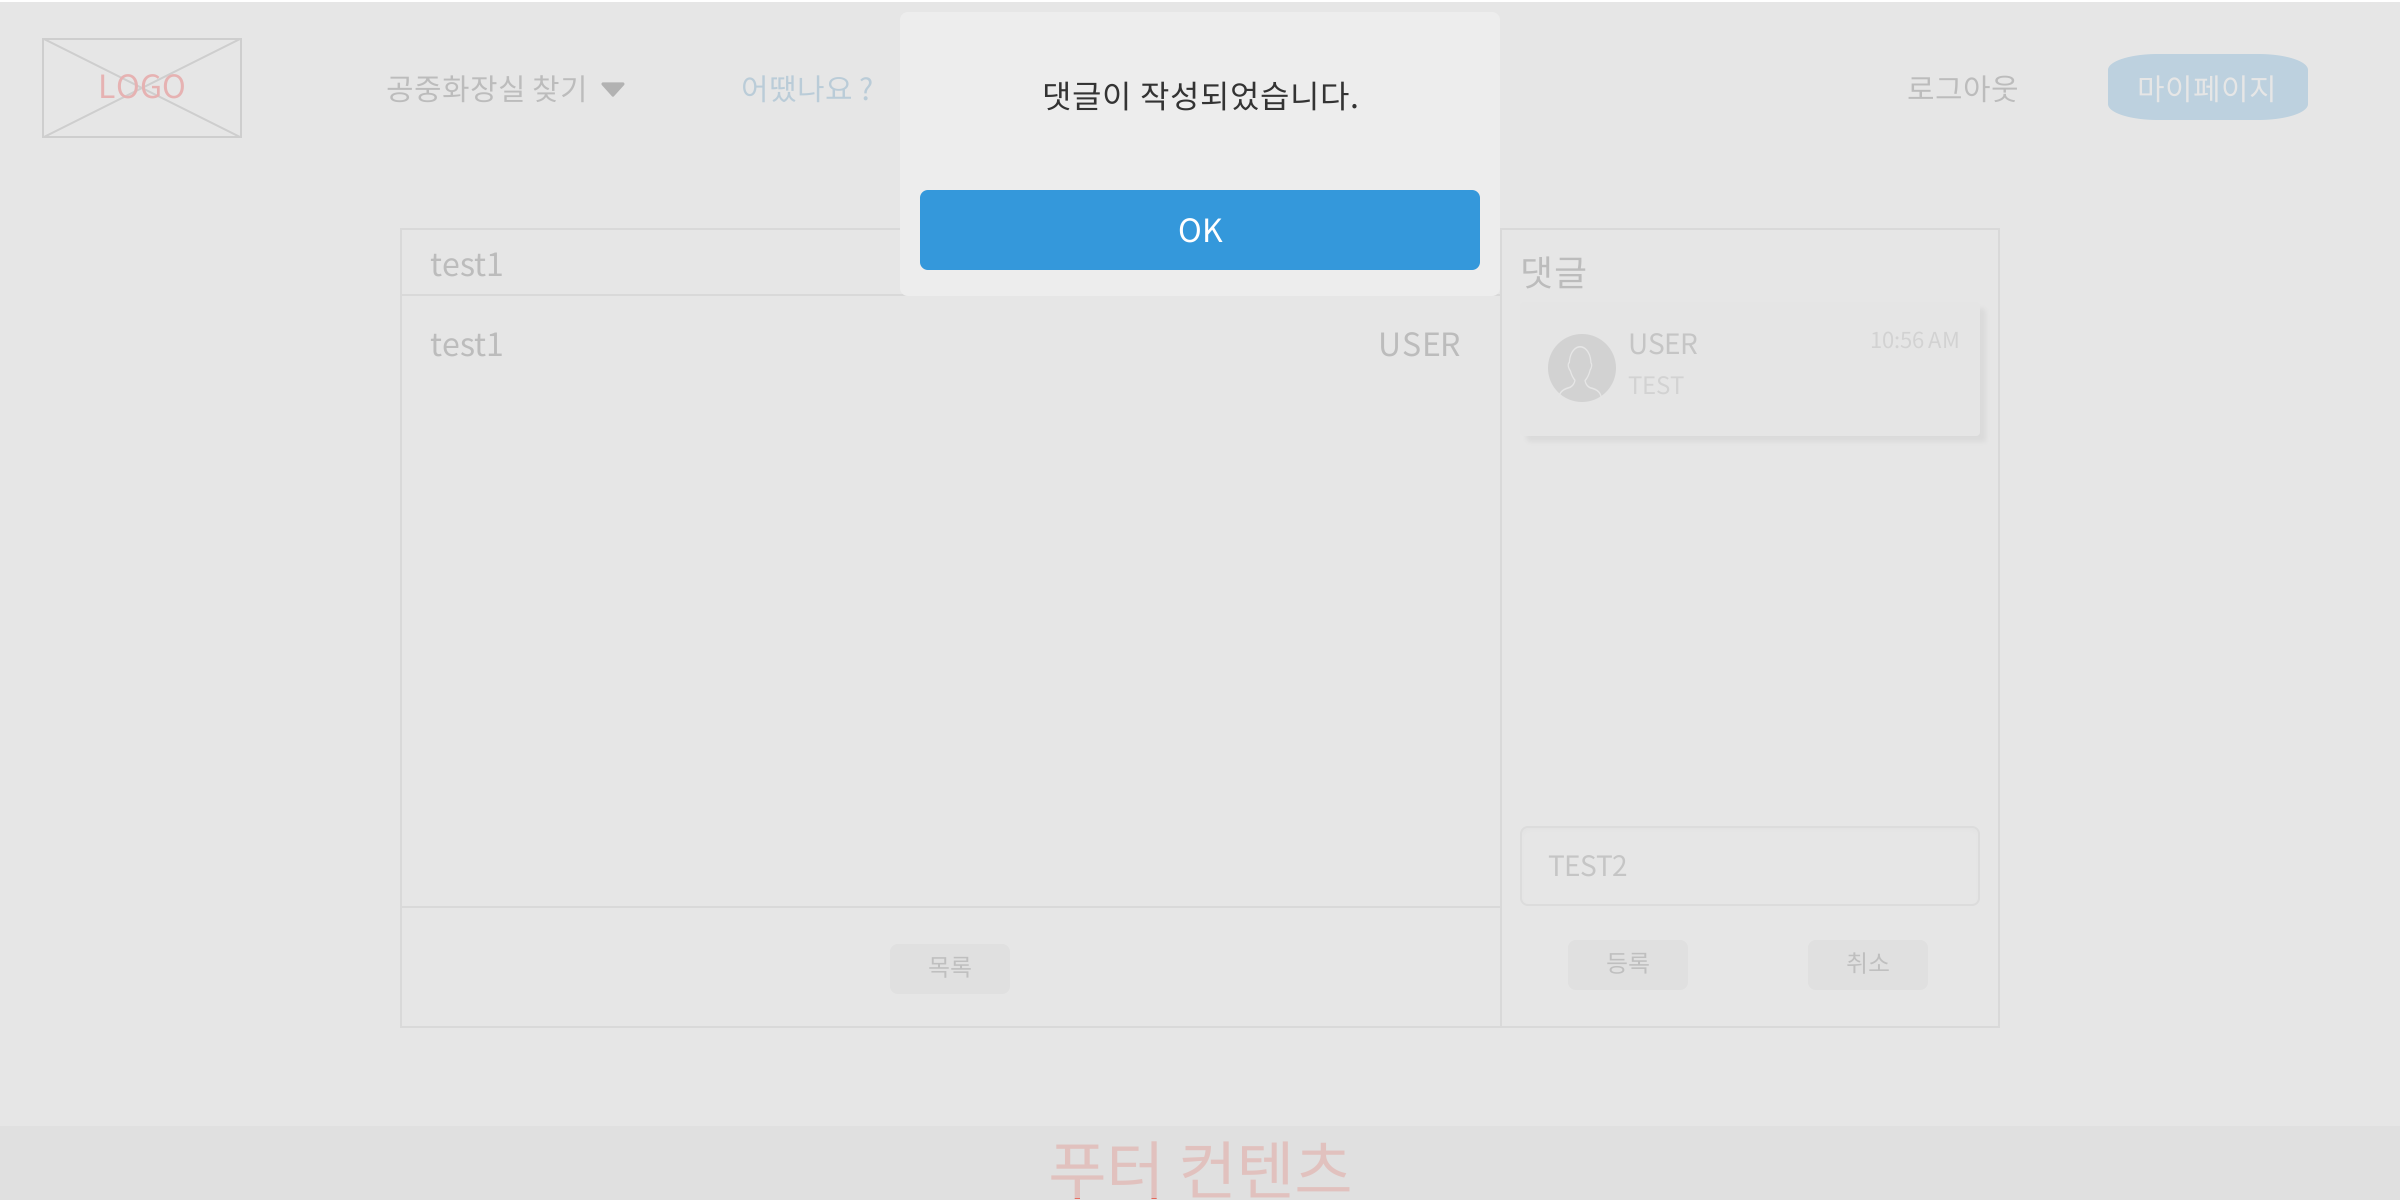 LOGO
공중화장실 찾기
어땠나요 ?
댓글이 작성되었습니다.
OK
로그아웃
마이페이지
test1
test1
USER
목록
댓글
USER
10:56 AM
TEST
TEST2
등록
취소
푸터 컨텐츠